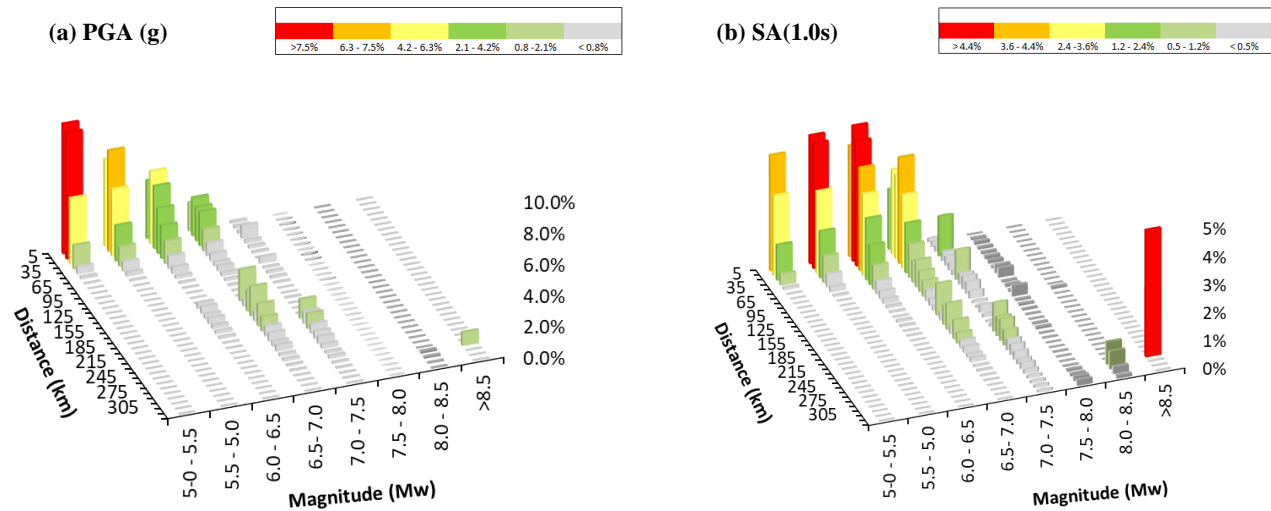 (a) PGA (g)
>7.5% 6.3 - 7.5% 4.2 - 6.3% 2.1 - 4.2% 0.8 -2.1% < 0.8%
10.0%
8.0%
6.0%
4.0%
2.0%
0.0%
5
35
65
95
125
155
185
215
245
275
305
Distance (km)
5-0 - 5.5
5.5 - 5.0
6.0 - 6.5
6.5- 7.0
7.0 - 7.5
7.5 - 8.0
8.0 - 8.5
>8.5
Magnitude (Mw)
(b) SA(1.0s)
> 4.4% 3.6 - 4.4% 2.4 -3.6% 1.2 - 2.4% 0.5 - 1.2% < 0.5%
5%
4%
3%
2%
1%
0%
5
35
65
95
125
155
185
215
245
275
305
Distance (km)
5-0 - 5.5
5.5 - 5.0
6.0 - 6.5
6.5 - 7.0
7.0 - 7.5
7.5 - 8.0
8.0 - 8.5
>8.5
Magnitude (Mw)